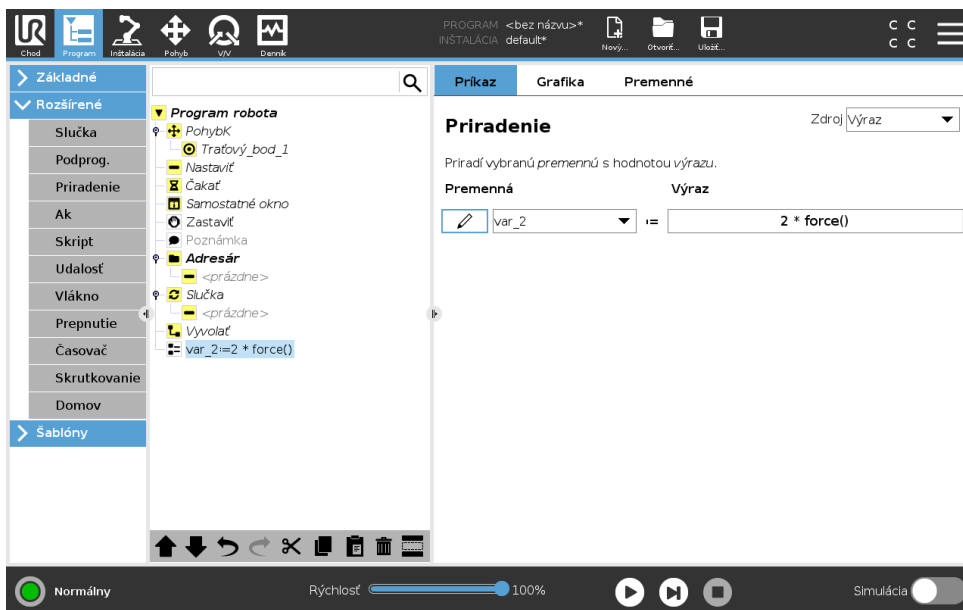 PROGRAM <bez názvu>*
INŠTALÁCIA default*
Chod
Program
Inštalácia
Pohyb
V/V
Denník
Nový...
Otvoriť...
Uložiť...
C C
C C
Základné
Rozšírené
Slučka
Podprog.
Priradenie
Ak
Skript
Udalosť
Vlákno
Prepnutie
Časovač
Skrutkovanie
Domov
Šablóny
Program robota
PohybK
Traťový_bod_1
Nastaviť
Čakať
Samostatné okno
Zastaviť
Poznámka
Adresár
<prázdne>
Slučka
<prázdne>
Vyvolať
var_2:=2 * force()
Príkaz
Grafika
Premenné
Priradenie
Zdroj Výraz
Priradí vybranú premennú s hodnotou výrazu.
Premenná Výraz
var_2 := 2 * force()
Normálny
Rýchlosť 100%
Simulácia